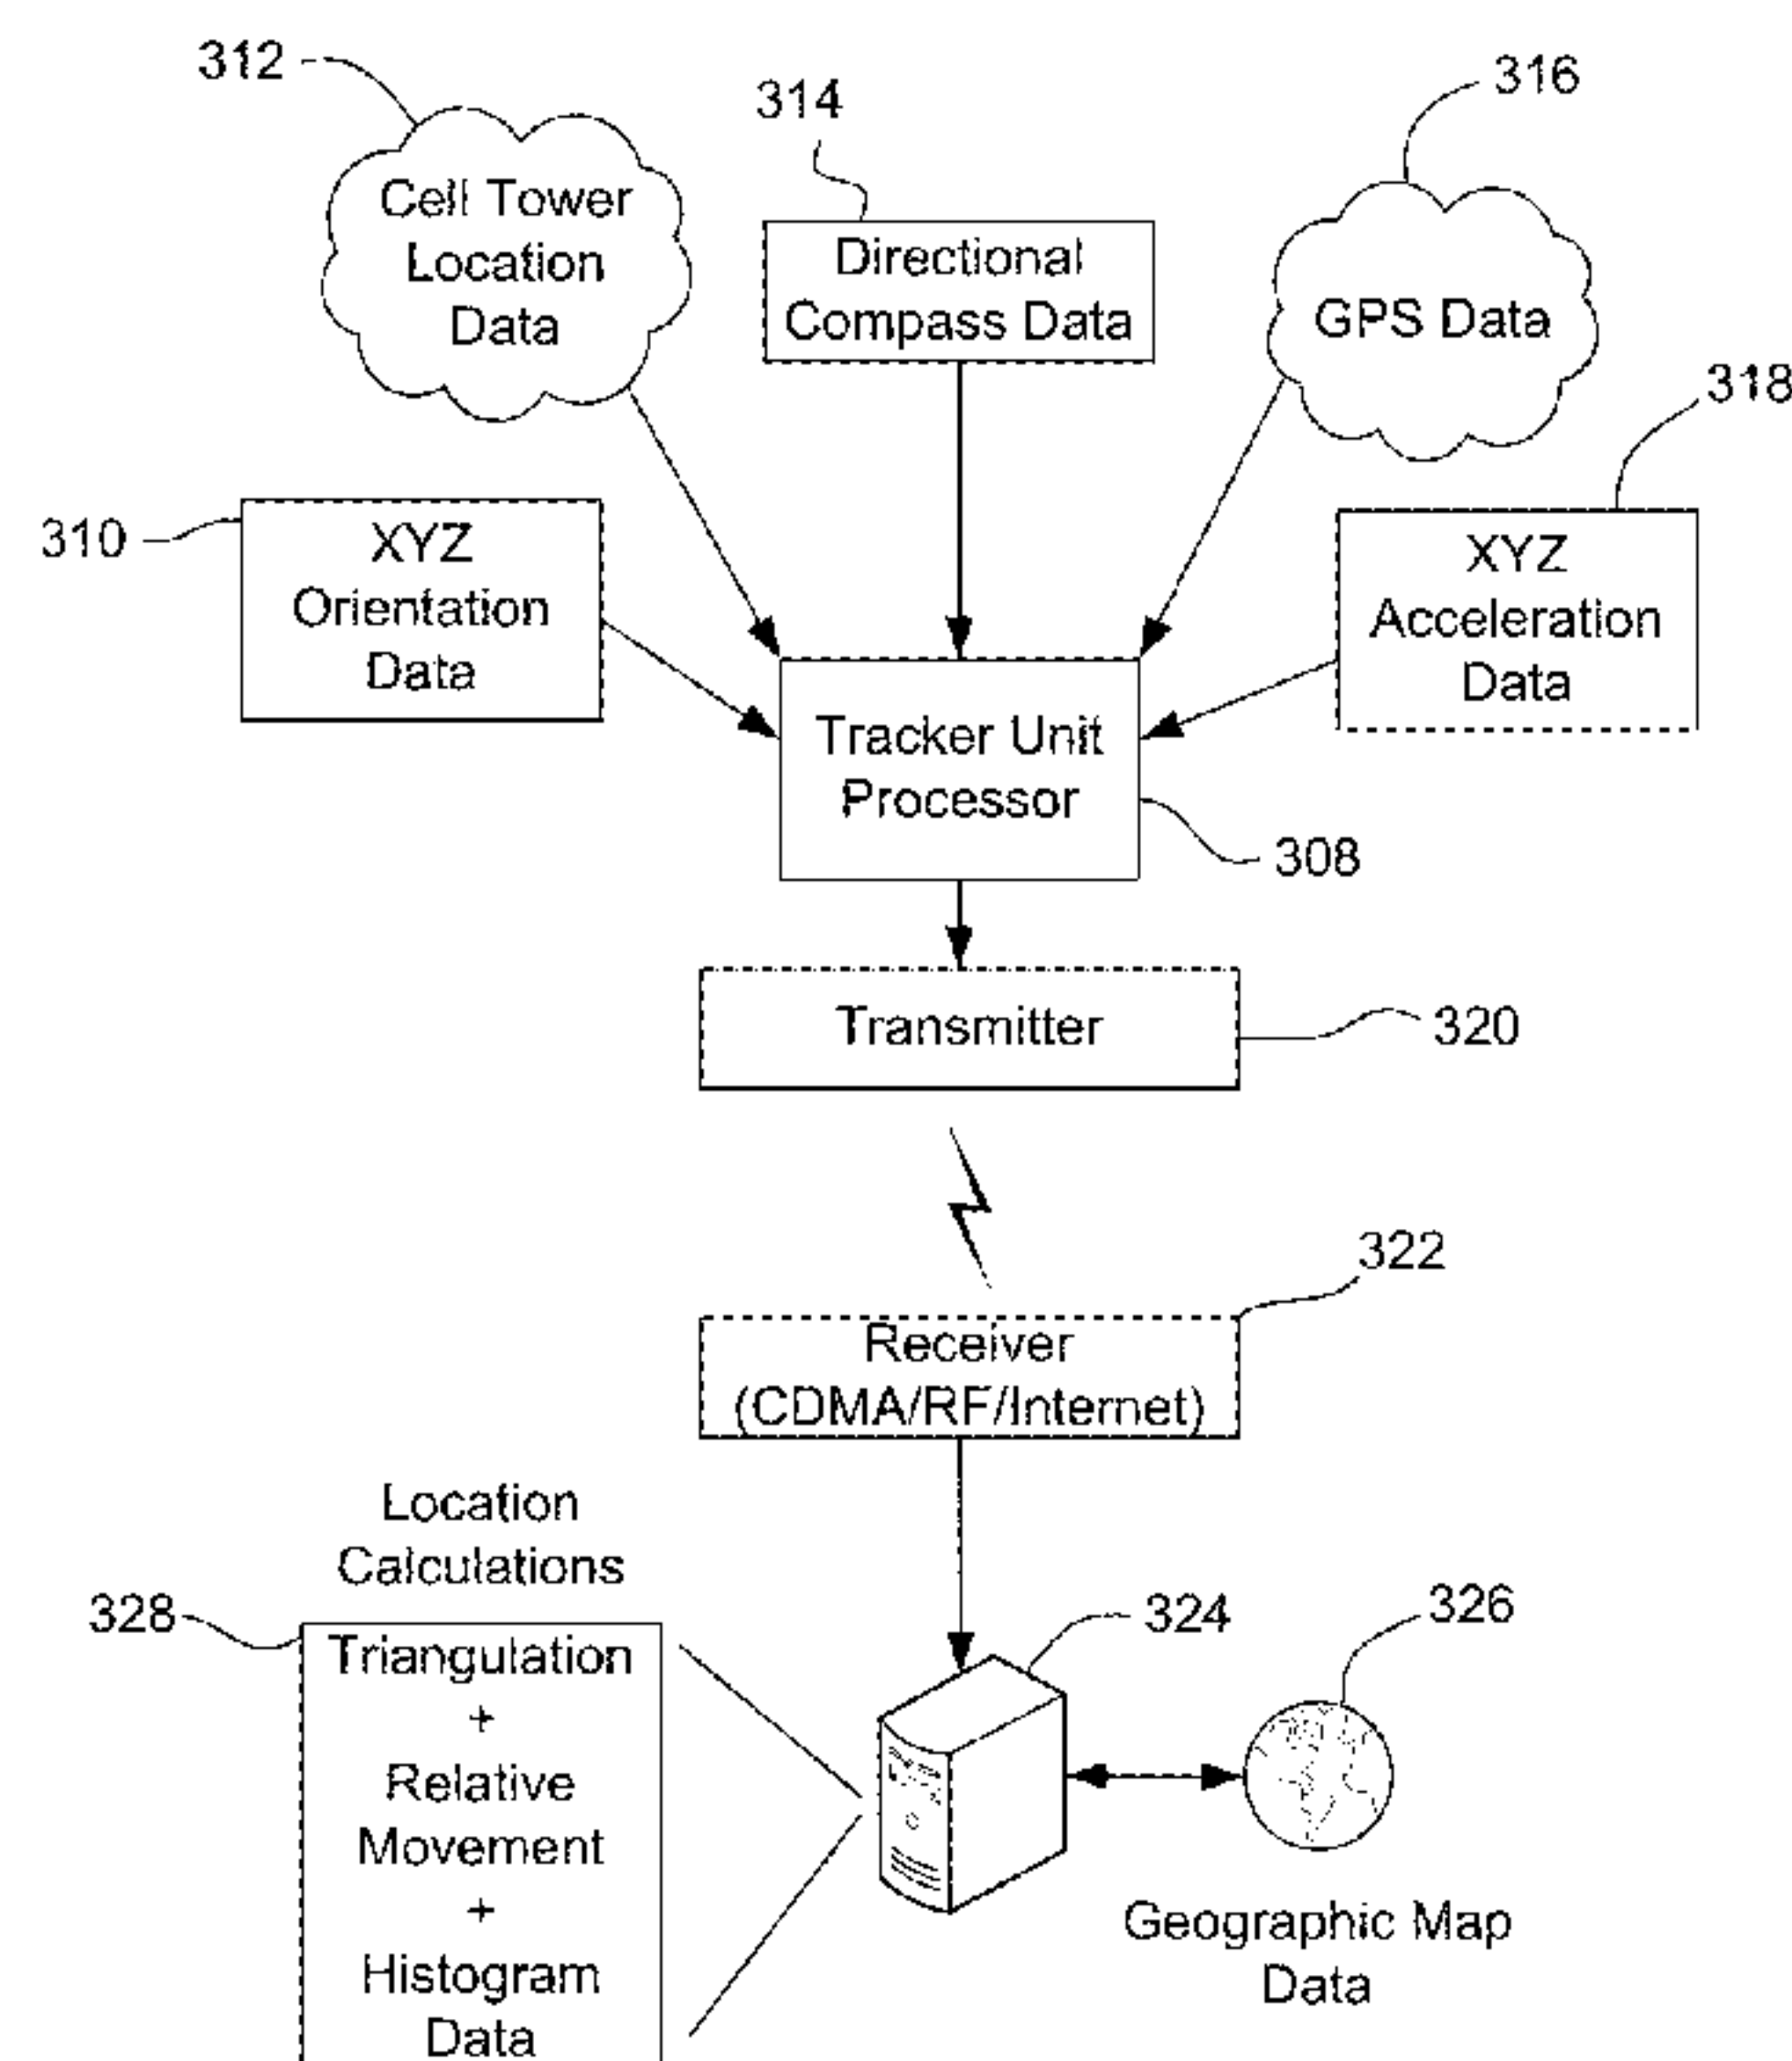 312
314
316
Cell Tower
Location
Data
Directional
Compass Data
GPS Data
318
310
XYZ
Orientation
Data
XYZ
Acceleration
Data
Tracker Unit
Processor
308
Transmitter
320
322
Receiver
(CDMA/RF/Internet)
Location
Calculations
328
324
326
Triangulation
+
Relative
Movement
+
Histogram
Data
Geographic Map
Data